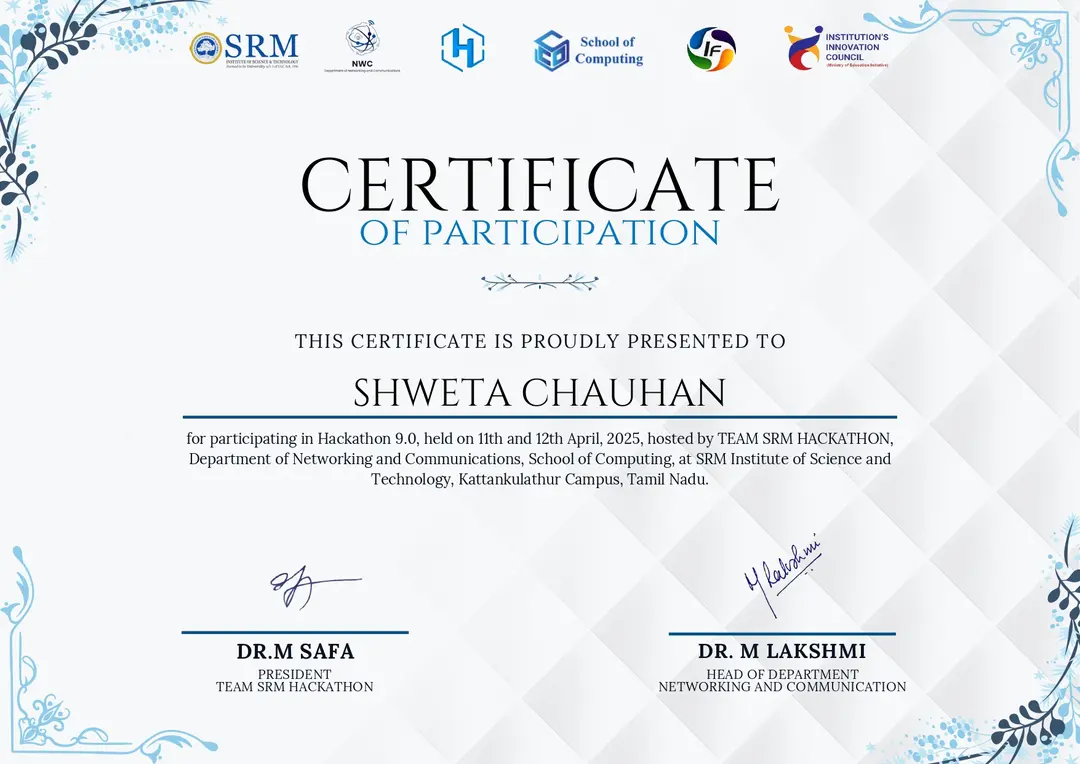 SRM
INSTITUTE OF SCIENCE & TECHNOLOGY
NWC
Department of Networking and Communications
H
School of
Computing
IF
INSTITUTION'S
INNOVATION
COUNCIL
(Ministry of Education Initiative)
CERTIFICATE
OF PARTICIPATION
THIS CERTIFICATE IS PROUDLY PRESENTED TO
SHWETA CHAUHAN
for participating in Hackathon 9.0, held on 11th and 12th April, 2025, hosted by TEAM SRM HACKATHON,
Department of Networking and Communications, School of Computing, at SRM Institute of Science and
Technology, Kattankulathur Campus, Tamil Nadu.
M Lakshmi
DR.M SAFA
PRESIDENT
TEAM SRM HACKATHON
DR. M LAKSHMI
HEAD OF DEPARTMENT
NETWORKING AND COMMUNICATION